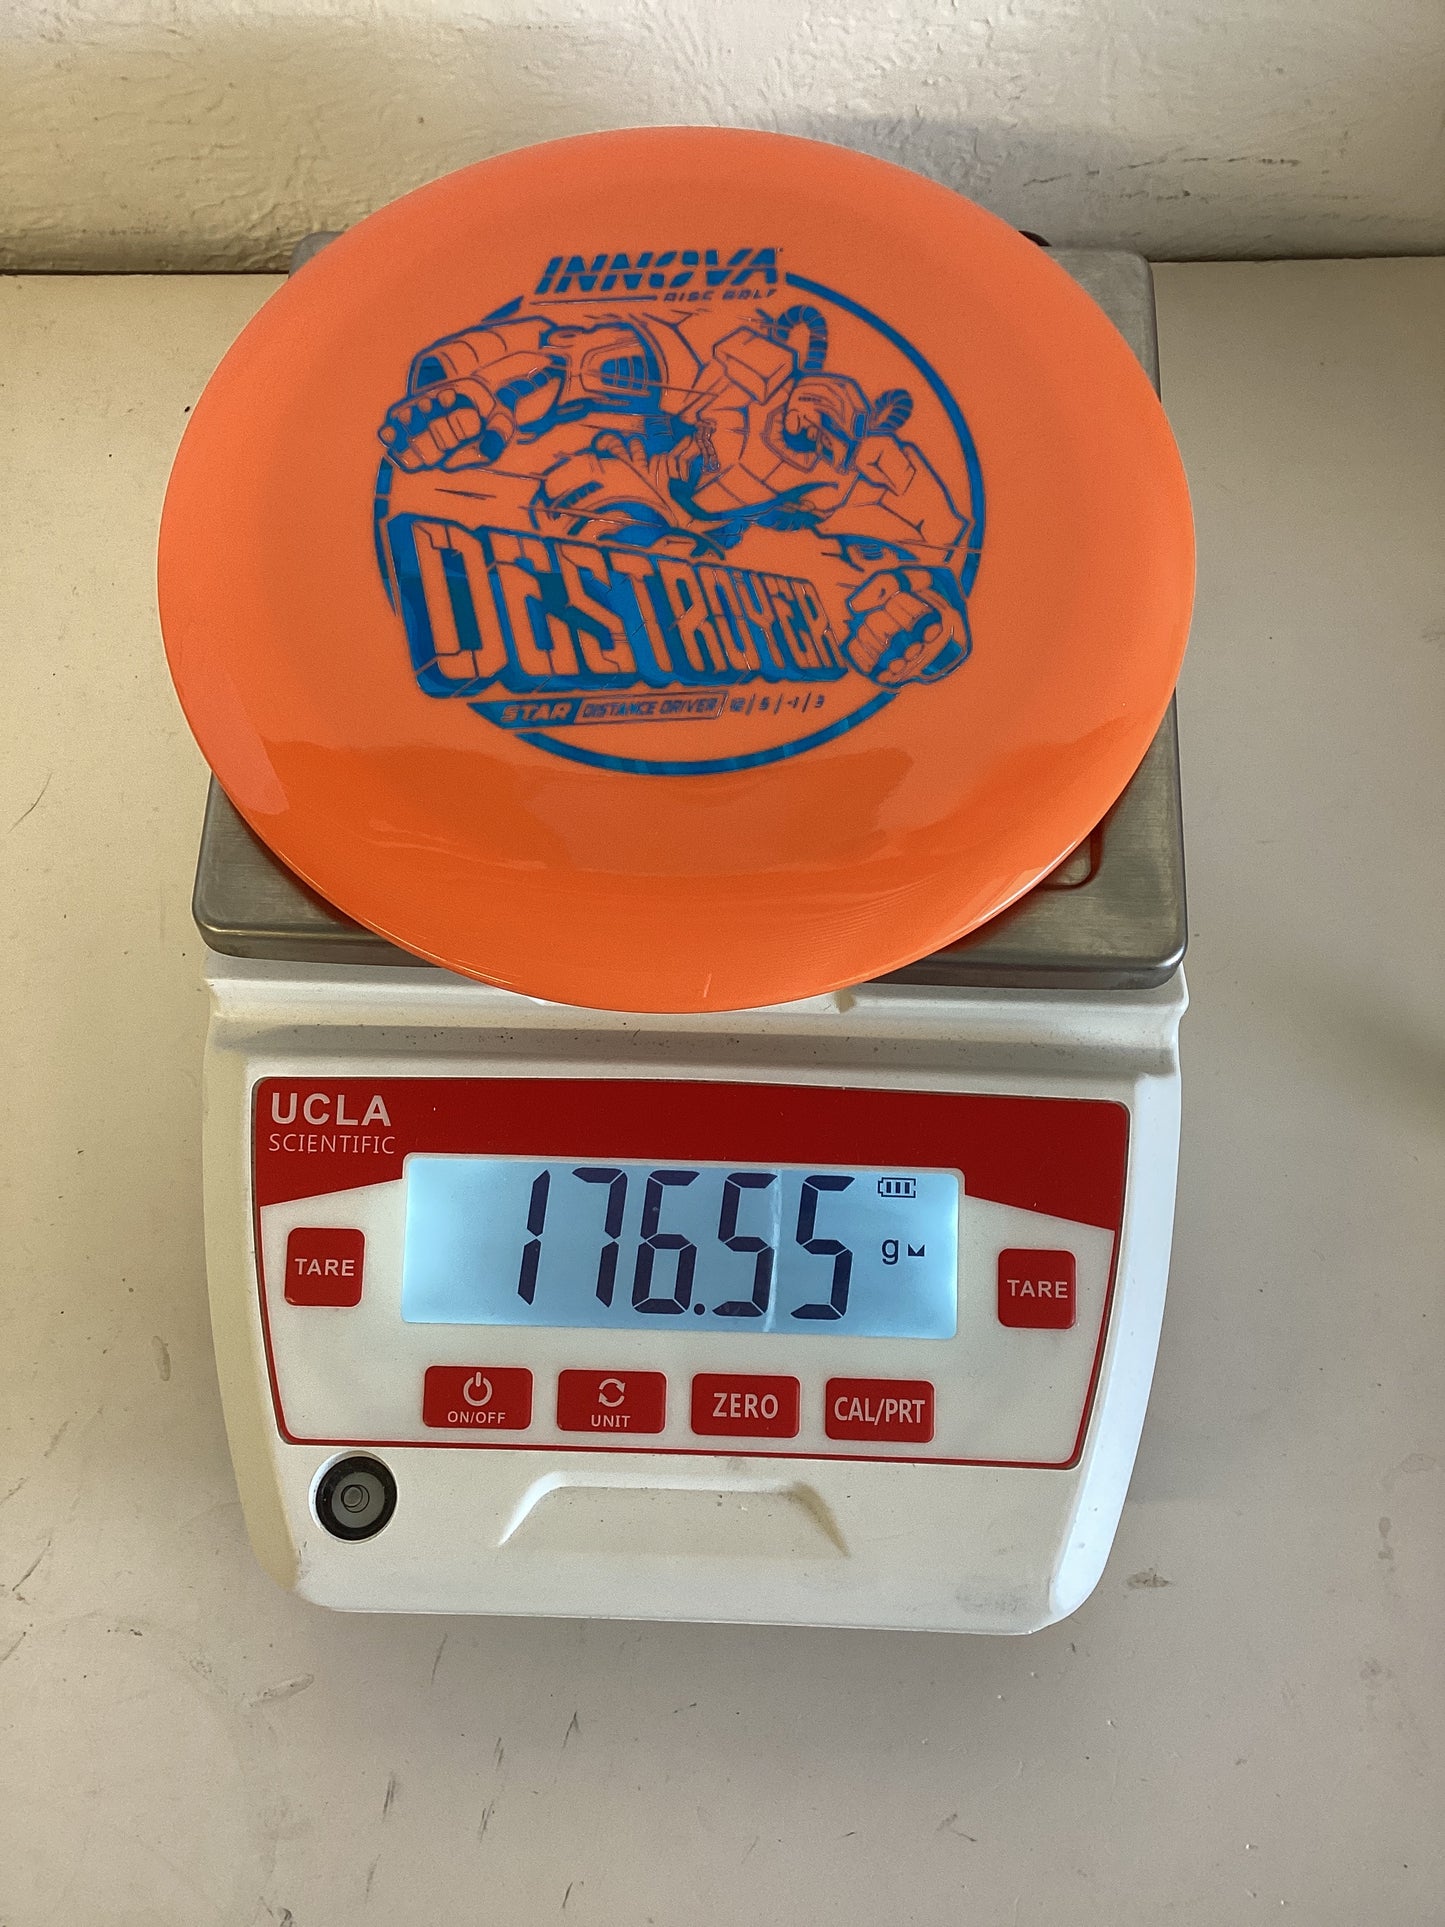 INNOVA
DISC GOLF
DESTROYER
STAR DISTANCE DRIVER 12 | 5 | -1 | 3
UCLA
SCIENTIFIC
176.55 g
TARE
TARE
ON/OFF
UNIT
ZERO
CAL/PRT